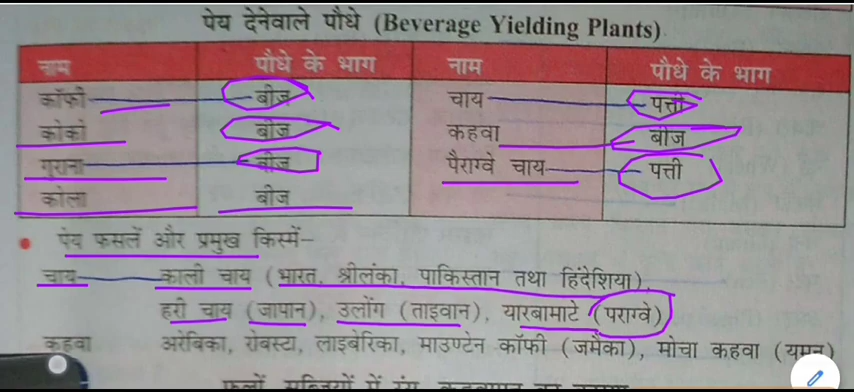 पेय देनेवाले पौधे (Beverage Yielding Plants)
नाम पौधे के भाग नाम पौधे के भाग
कॉफी बीज चाय पत्ती
कोको बीज कहवा बीज
गुराना बीज पैराग्वे चाय पत्ती
कोला बीज
• पेय फसलें और प्रमुख किस्में–
चाय काली चाय (भारत, श्रीलंका, पाकिस्तान तथा हिंदेशिया),
हरी चाय (जापान), उलोंग (ताइवान), यारबामाटे (पराग्वे)
कहवा अरेबिका, रोबस्टा, लाइबेरिका, माउण्टेन कॉफी (जमैका), मोचा कहवा (यमन)